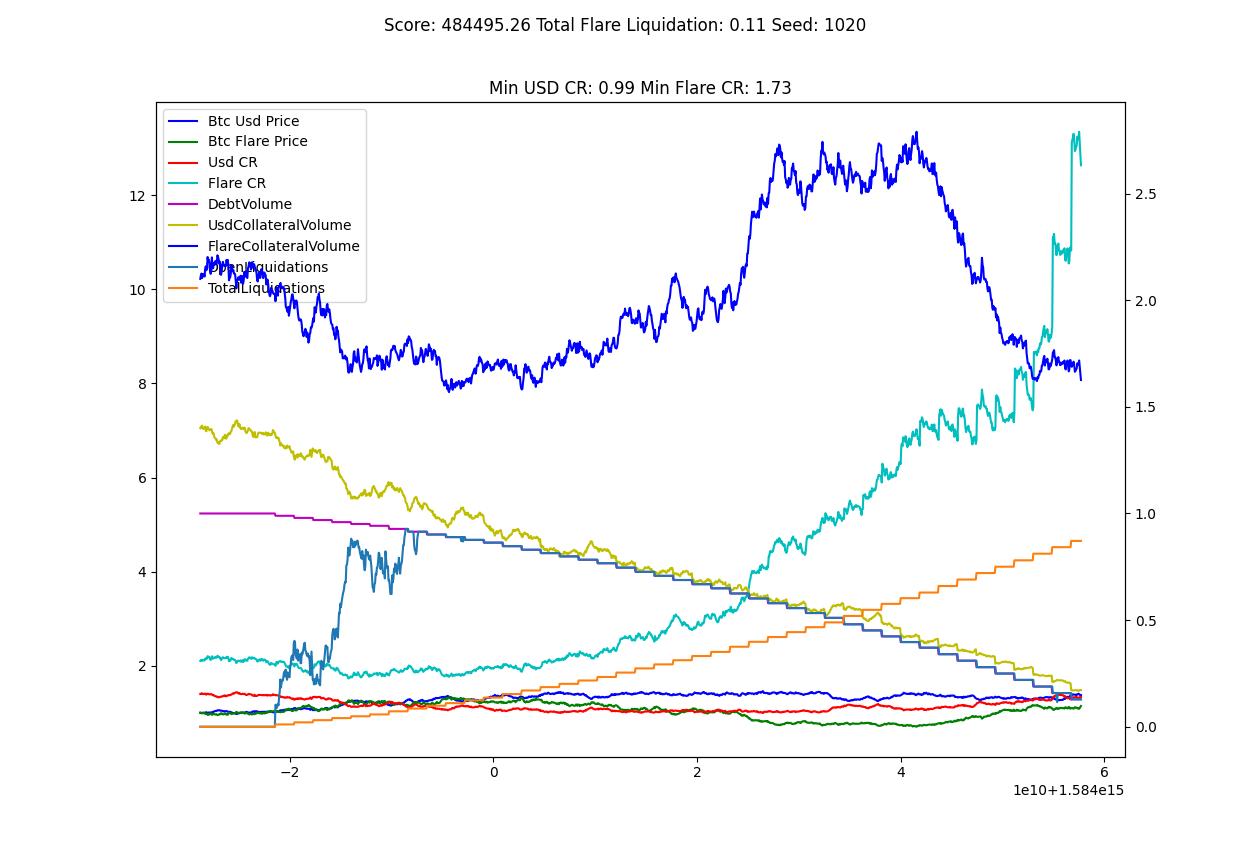 Score: 484495.26 Total Flare Liquidation: 0.11 Seed: 1020
Min USD CR: 0.99 Min Flare CR: 1.73
Btc Usd Price
Btc Flare Price
Usd CR
Flare CR
DebtVolume
UsdCollateralVolume
FlareCollateralVolume
OpenLiquidations
TotalLiquidations
12
10
8
6
4
2
2.5
2.0
1.5
1.0
0.5
0.0
−2 0 2 4 6
1e10+1.584e15